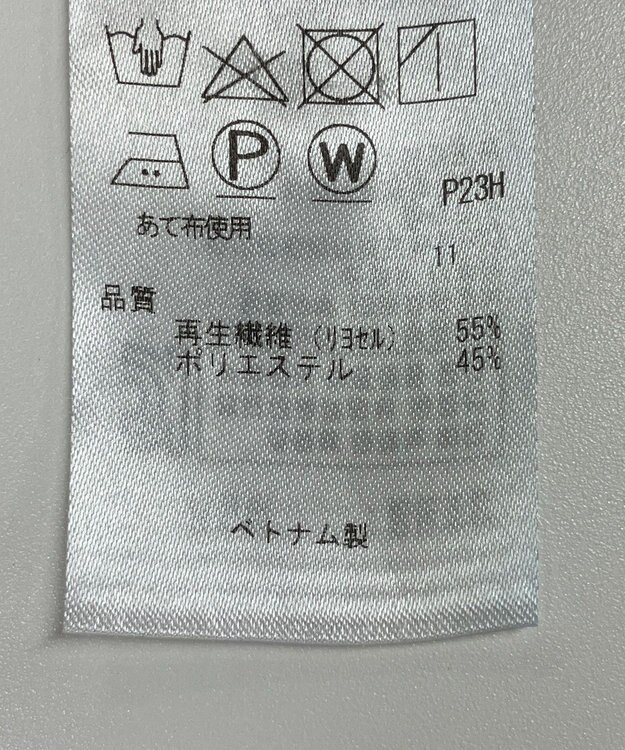 P W
P23H
あて布使用
11
品質
再生繊維 (リヨセル) 55%
ポリエステル 45%
ベトナム製